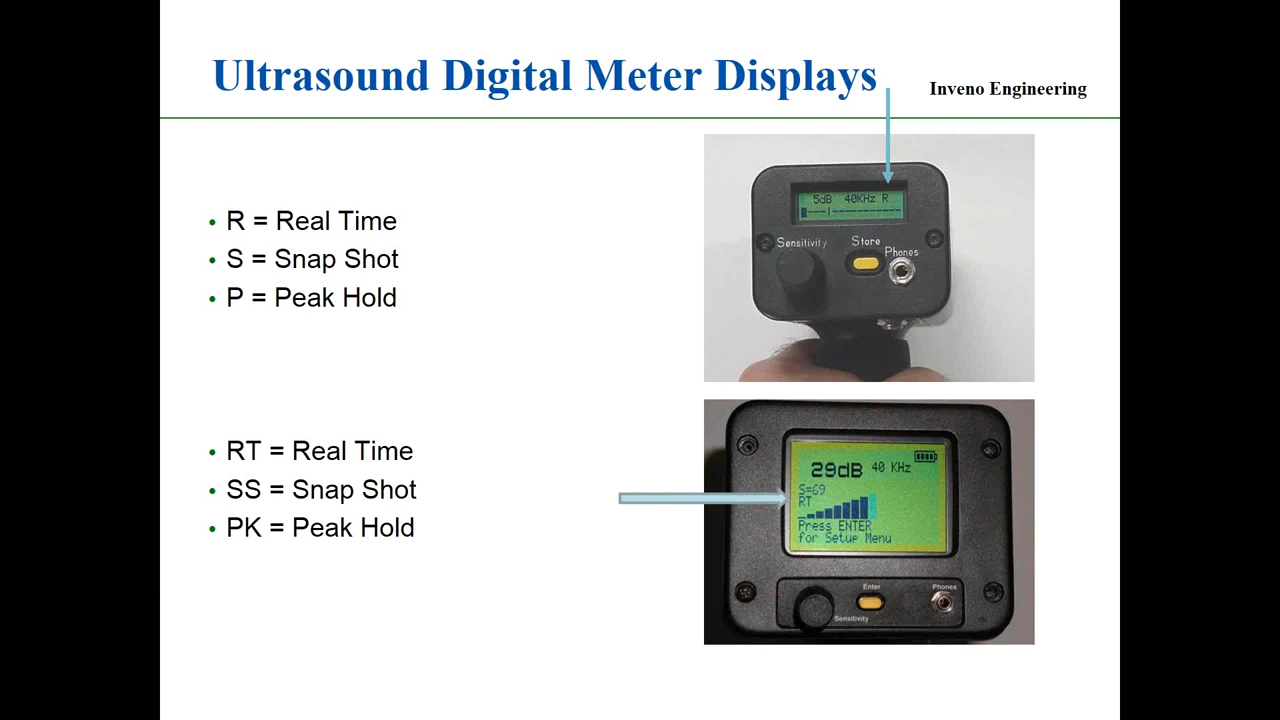 Ultrasound Digital Meter Displays
Inveno Engineering
• R = Real Time
• S = Snap Shot
• P = Peak Hold
5dB 40KHz R
Sensitivity
Store
Phones
• RT = Real Time
• SS = Snap Shot
• PK = Peak Hold
29dB 40 KHz
S=69
RT
Press ENTER
for Setup Menu
Enter
Phones
Sensitivity